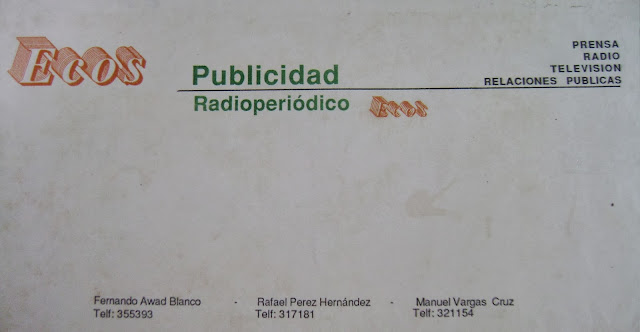 Ecos
Publicidad
Radioperiódico Ecos
PRENSA
RADIO
TELEVISION
RELACIONES PUBLICAS
Fernando Awad Blanco - Rafael Perez Hernández - Manuel Vargas Cruz
Telf: 355393 Telf: 317181 Telf: 321154